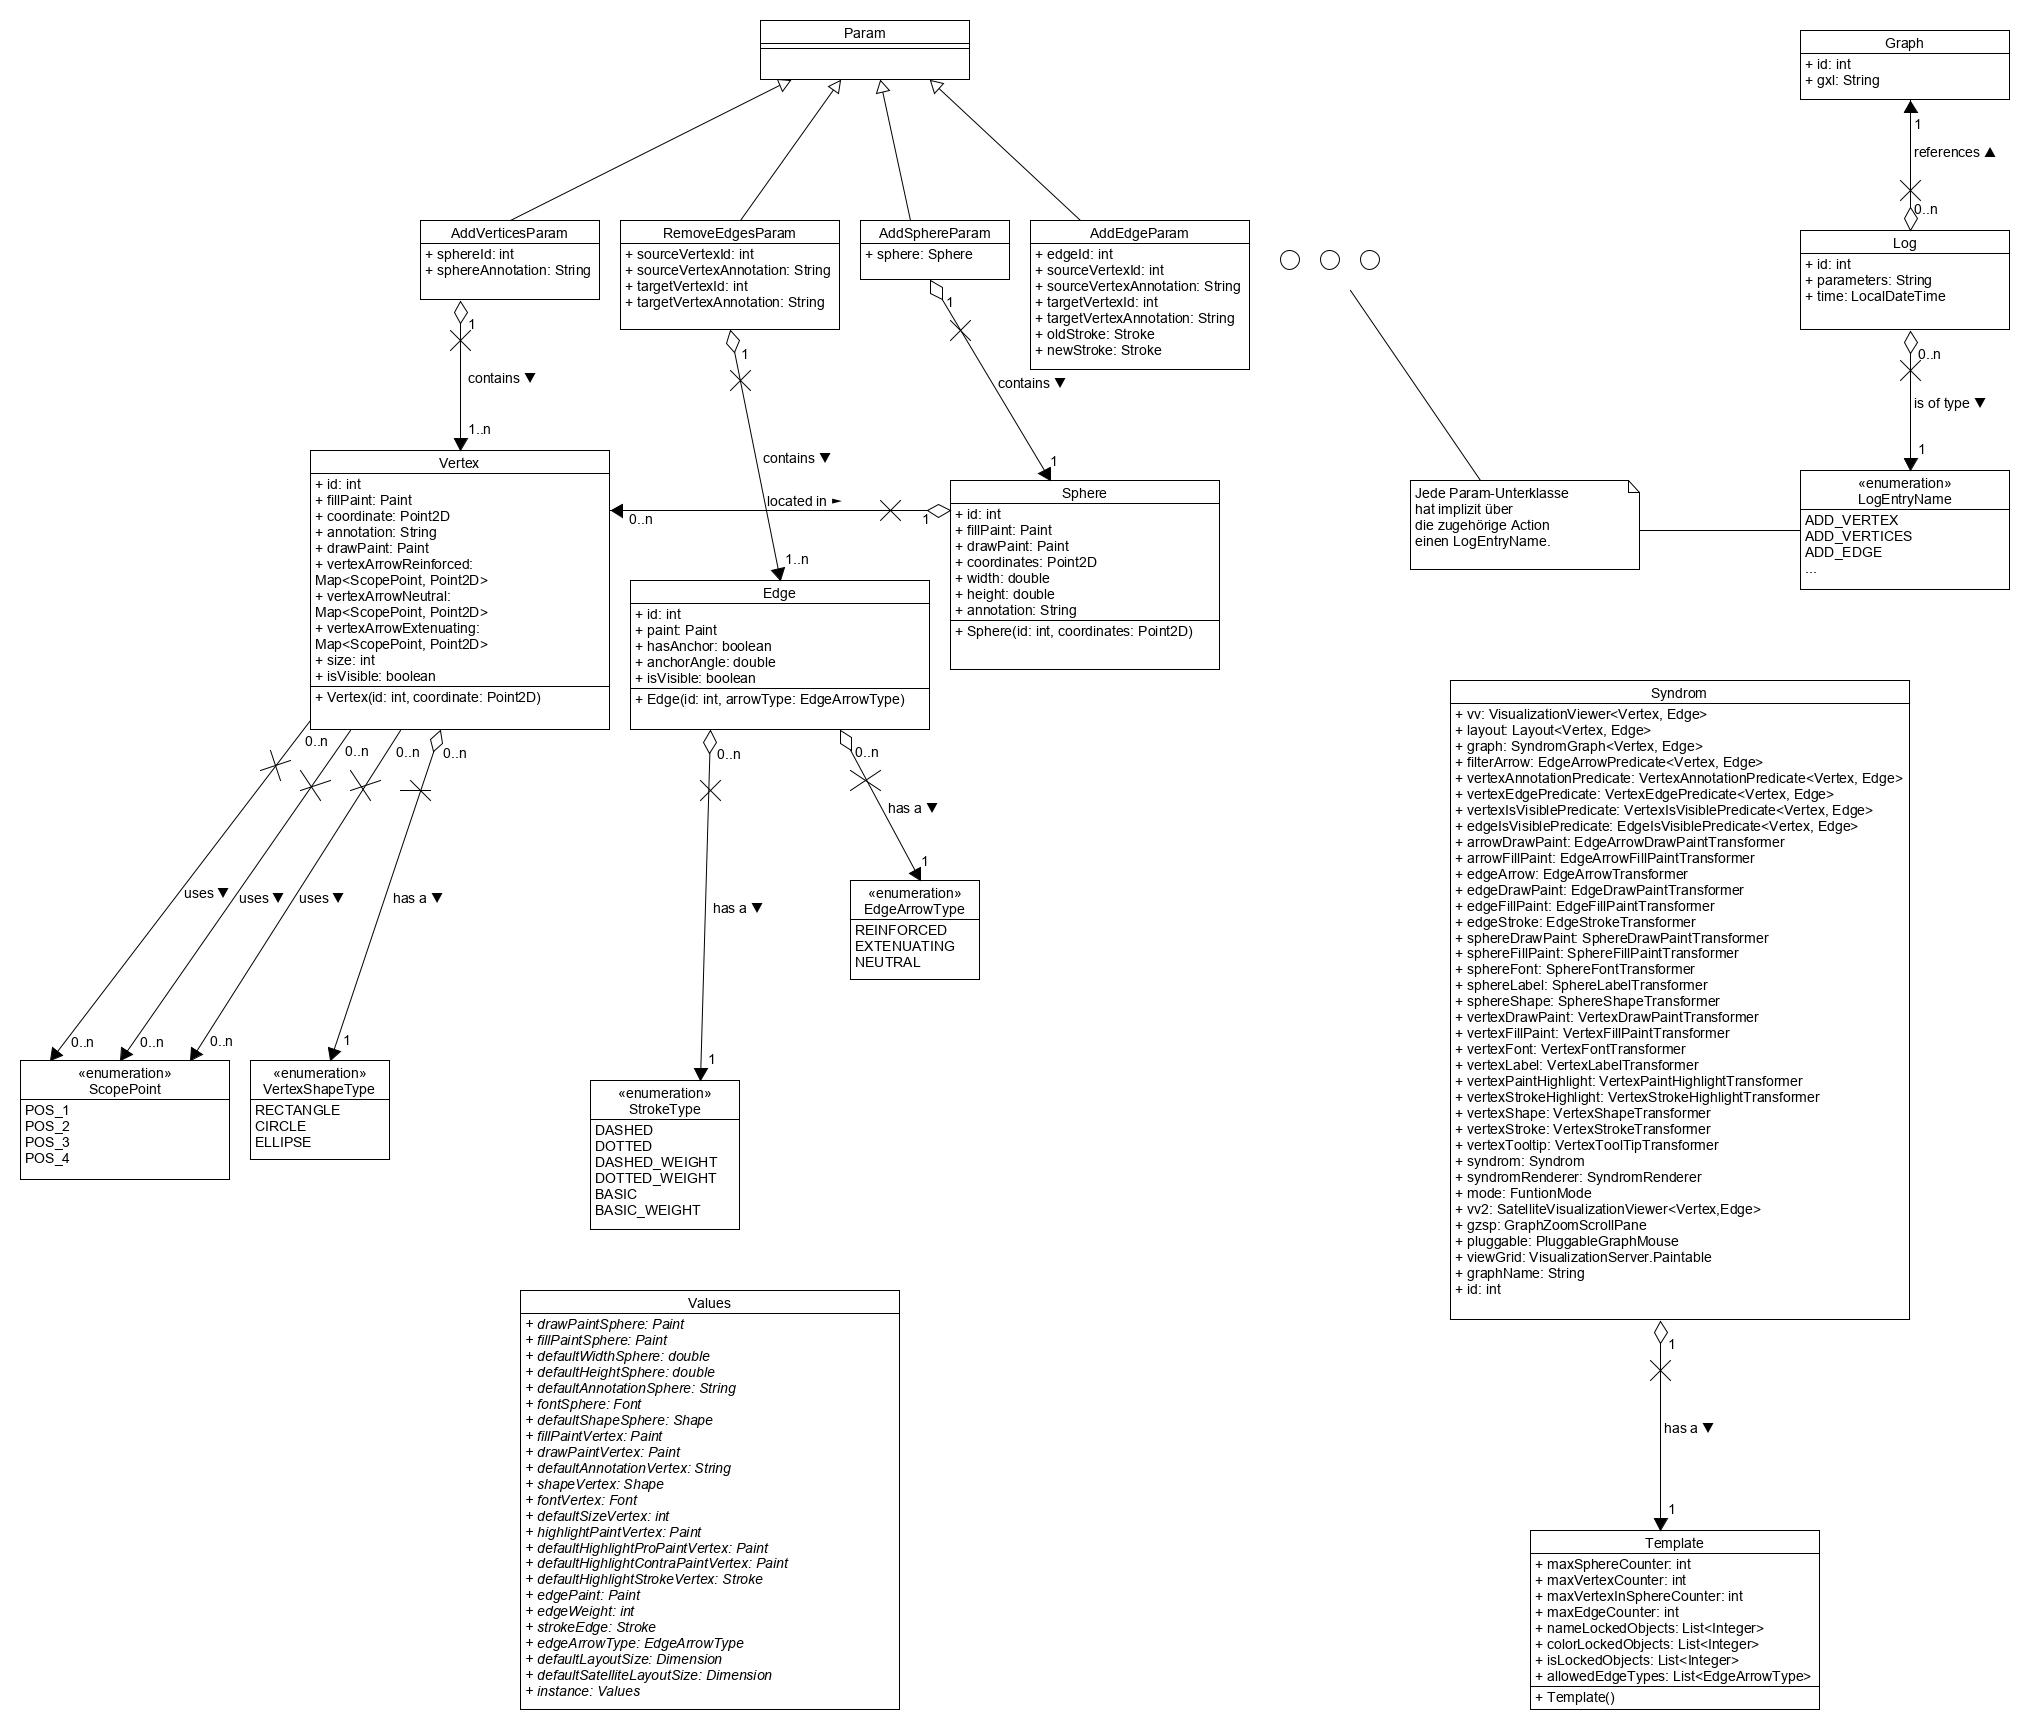 Param
Graph
+ id: int
+ gxl: String
1
references ▲
0..n
AddVerticesParam
+ sphereId: int
+ sphereAnnotation: String
RemoveEdgesParam
+ sourceVertexId: int
+ sourceVertexAnnotation: String
+ targetVertexId: int
+ targetVertexAnnotation: String
AddSphereParam
+ sphere: Sphere
AddEdgeParam
+ edgeId: int
+ sourceVertexId: int
+ sourceVertexAnnotation: String
+ targetVertexId: int
+ targetVertexAnnotation: String
+ oldStroke: Stroke
+ newStroke: Stroke
Log
+ id: int
+ parameters: String
+ time: LocalDateTime
1
contains ▼
1..n
1
contains ▼
1..n
1
contains ▼
1
0..n
is of type ▼
1
located in ►
0..n
1
Vertex
+ id: int
+ fillPaint: Paint
+ coordinate: Point2D
+ annotation: String
+ drawPaint: Paint
+ vertexArrowReinforced:
Map<ScopePoint, Point2D>
+ vertexArrowNeutral:
Map<ScopePoint, Point2D>
+ vertexArrowExtenuating:
Map<ScopePoint, Point2D>
+ size: int
+ isVisible: boolean
+ Vertex(id: int, coordinate: Point2D)
Edge
+ id: int
+ paint: Paint
+ hasAnchor: boolean
+ anchorAngle: double
+ isVisible: boolean
+ Edge(id: int, arrowType: EdgeArrowType)
Sphere
+ id: int
+ fillPaint: Paint
+ drawPaint: Paint
+ coordinates: Point2D
+ width: double
+ height: double
+ annotation: String
+ Sphere(id: int, coordinates: Point2D)
Jede Param-Unterklasse
hat implizit über
die zugehörige Action
einen LogEntryName.
«enumeration»
LogEntryName
ADD_VERTEX
ADD_VERTICES
ADD_EDGE
...
0..n
0..n
0..n
0..n
uses ▼
uses ▼
uses ▼
has a ▼
0..n
0..n
0..n
1
0..n
has a ▼
1
0..n
has a ▼
1
«enumeration»
EdgeArrowType
REINFORCED
EXTENUATING
NEUTRAL
«enumeration»
ScopePoint
POS_1
POS_2
POS_3
POS_4
«enumeration»
VertexShapeType
RECTANGLE
CIRCLE
ELLIPSE
«enumeration»
StrokeType
DASHED
DOTTED
DASHED_WEIGHT
DOTTED_WEIGHT
BASIC
BASIC_WEIGHT
Syndrom
+ vv: VisualizationViewer<Vertex, Edge>
+ layout: Layout<Vertex, Edge>
+ graph: SyndromGraph<Vertex, Edge>
+ filterArrow: EdgeArrowPredicate<Vertex, Edge>
+ vertexAnnotationPredicate: VertexAnnotationPredicate<Vertex, Edge>
+ vertexEdgePredicate: VertexEdgePredicate<Vertex, Edge>
+ vertexIsVisiblePredicate: VertexIsVisiblePredicate<Vertex, Edge>
+ edgeIsVisiblePredicate: EdgeIsVisiblePredicate<Vertex, Edge>
+ arrowDrawPaint: EdgeArrowDrawPaintTransformer
+ arrowFillPaint: EdgeArrowFillPaintTransformer
+ edgeArrow: EdgeArrowTransformer
+ edgeDrawPaint: EdgeDrawPaintTransformer
+ edgeFillPaint: EdgeFillPaintTransformer
+ edgeStroke: EdgeStrokeTransformer
+ sphereDrawPaint: SphereDrawPaintTransformer
+ sphereFillPaint: SphereFillPaintTransformer
+ sphereFont: SphereFontTransformer
+ sphereLabel: SphereLabelTransformer
+ sphereShape: SphereShapeTransformer
+ vertexDrawPaint: VertexDrawPaintTransformer
+ vertexFillPaint: VertexFillPaintTransformer
+ vertexFont: VertexFontTransformer
+ vertexLabel: VertexLabelTransformer
+ vertexPaintHighlight: VertexPaintHighlightTransformer
+ vertexStrokeHighlight: VertexStrokeHighlightTransformer
+ vertexShape: VertexShapeTransformer
+ vertexStroke: VertexStrokeTransformer
+ vertexTooltip: VertexToolTipTransformer
+ syndrom: Syndrom
+ syndromRenderer: SyndromRenderer
+ mode: FuntionMode
+ vv2: SatelliteVisualizationViewer<Vertex,Edge>
+ gzsp: GraphZoomScrollPane
+ pluggable: PluggableGraphMouse
+ viewGrid: VisualizationServer.Paintable
+ graphName: String
+ id: int
1
has a ▼
1
Values
+ drawPaintSphere: Paint
+ fillPaintSphere: Paint
+ defaultWidthSphere: double
+ defaultHeightSphere: double
+ defaultAnnotationSphere: String
+ fontSphere: Font
+ defaultShapeSphere: Shape
+ fillPaintVertex: Paint
+ drawPaintVertex: Paint
+ defaultAnnotationVertex: String
+ shapeVertex: Shape
+ fontVertex: Font
+ defaultSizeVertex: int
+ highlightPaintVertex: Paint
+ defaultHighlightProPaintVertex: Paint
+ defaultHighlightContraPaintVertex: Paint
+ defaultHighlightStrokeVertex: Stroke
+ edgePaint: Paint
+ edgeWeight: int
+ strokeEdge: Stroke
+ edgeArrowType: EdgeArrowType
+ defaultLayoutSize: Dimension
+ defaultSatelliteLayoutSize: Dimension
+ instance: Values
Template
+ maxSphereCounter: int
+ maxVertexCounter: int
+ maxVertexInSphereCounter: int
+ maxEdgeCounter: int
+ nameLockedObjects: List<Integer>
+ colorLockedObjects: List<Integer>
+ isLockedObjects: List<Integer>
+ allowedEdgeTypes: List<EdgeArrowType>
+ Template()